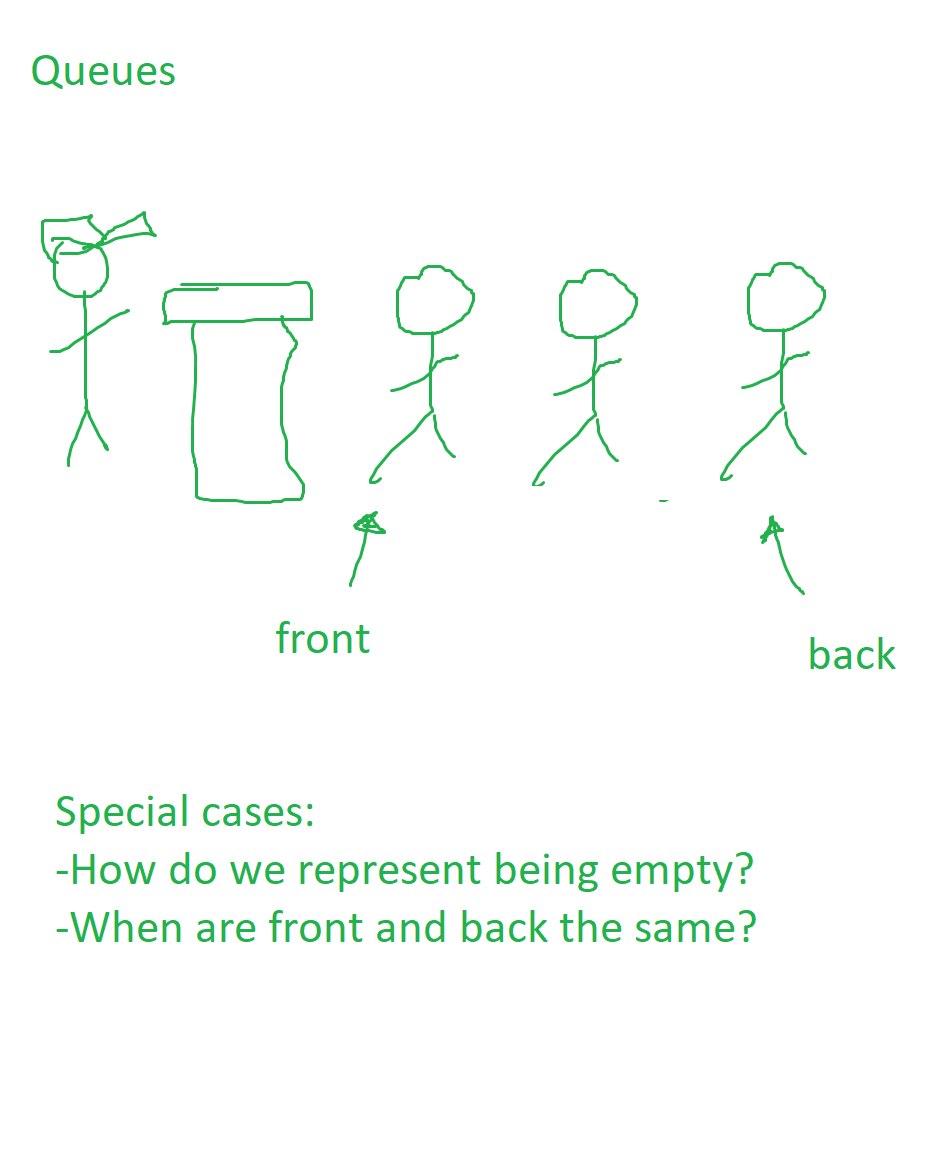 Queues
front
back
Special cases:
-How do we represent being empty?
-When are front and back the same?